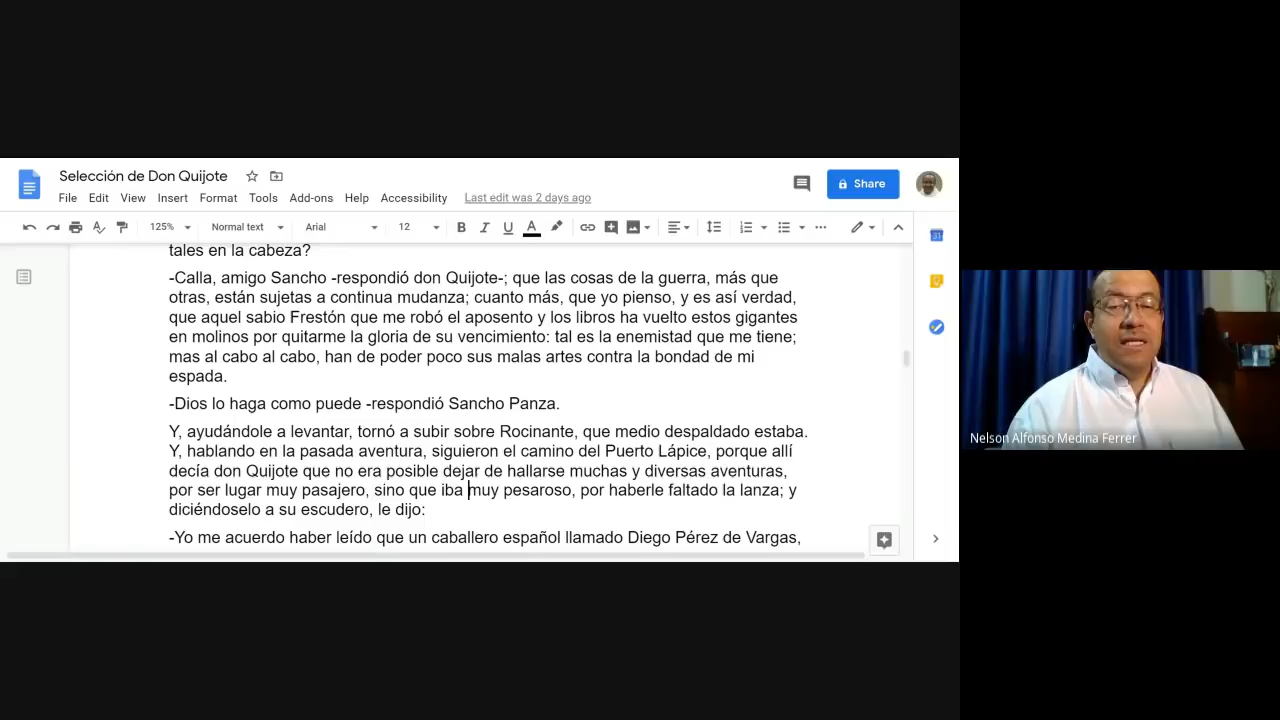 Selección de Don Quijote
Share
File Edit View Insert Format Tools Add-ons Help Accessibility Last edit was 2 days ago
125% Normal text Arial 12 B I U A
tales en la cabeza?
-Calla, amigo Sancho -respondió don Quijote-; que las cosas de la guerra, más que
otras, están sujetas a continua mudanza; cuanto más, que yo pienso, y es así verdad,
que aquel sabio Frestón que me robó el aposento y los libros ha vuelto estos gigantes
en molinos por quitarme la gloria de su vencimiento: tal es la enemistad que me tiene;
mas al cabo al cabo, han de poder poco sus malas artes contra la bondad de mi
espada.
-Dios lo haga como puede -respondió Sancho Panza.
Y, ayudándole a levantar, tornó a subir sobre Rocinante, que medio despaldado estaba.
Y, hablando en la pasada aventura, siguieron el camino del Puerto Lápice, porque allí
decía don Quijote que no era posible dejar de hallarse muchas y diversas aventuras,
por ser lugar muy pasajero, sino que iba muy pesaroso, por haberle faltado la lanza; y
diciéndoselo a su escudero, le dijo:
-Yo me acuerdo haber leído que un caballero español llamado Diego Pérez de Vargas,
Nelson Alfonso Medina Ferrer